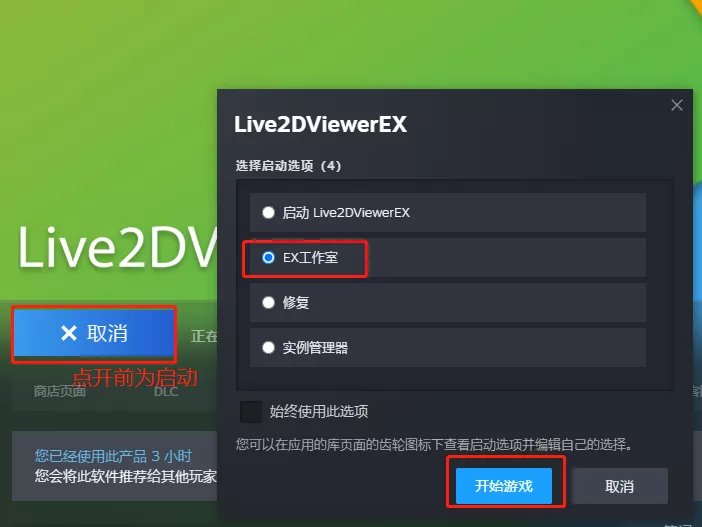 Live2DViewerEX
选择启动选项（4）
启动 Live2DViewerEX
EX工作室
修复
实例管理器
始终使用此选项
您可以在应用的库页面的齿轮图标下查看启动选项并编辑自己的选择。
开始游戏
取消
Live2DV
取消
正在
点开前为启动
商店页面
DLC
您已经使用此产品 3 小时
您会将此软件推荐给其他玩家